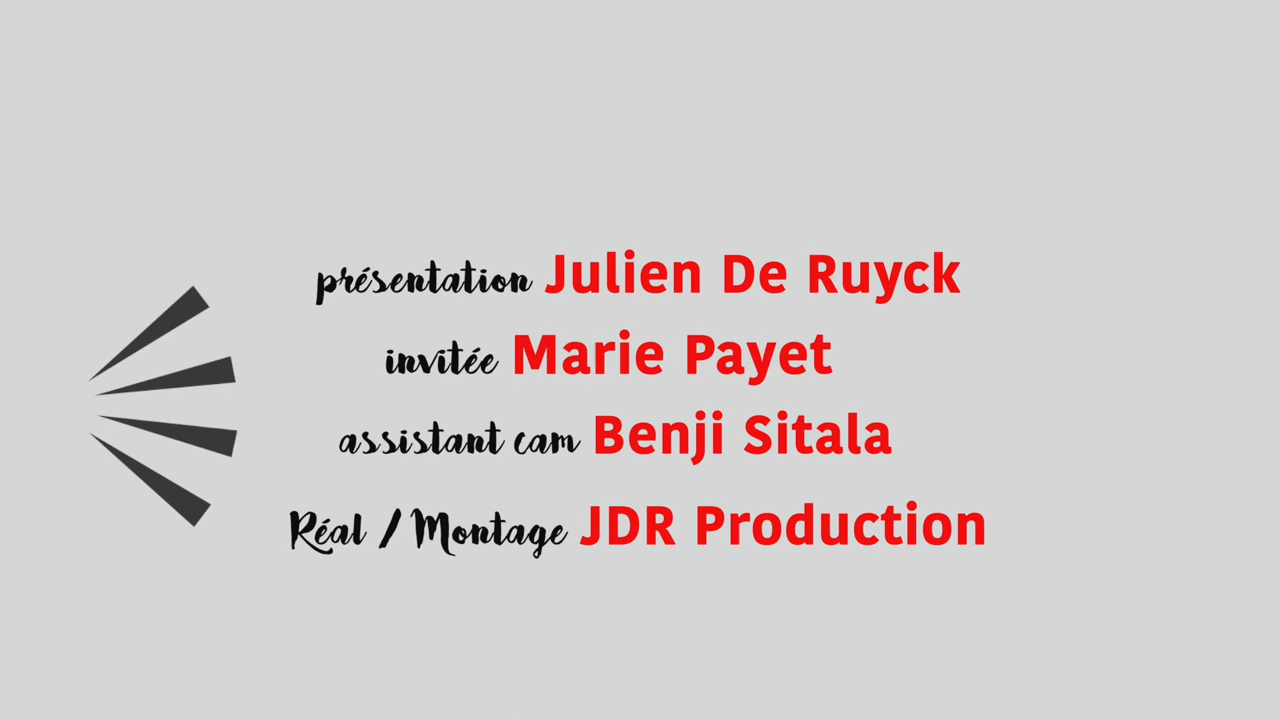 présentation Julien De Ruyck
invitée Marie Payet
assistant cam Benji Sitala
Réal / Montage JDR Production